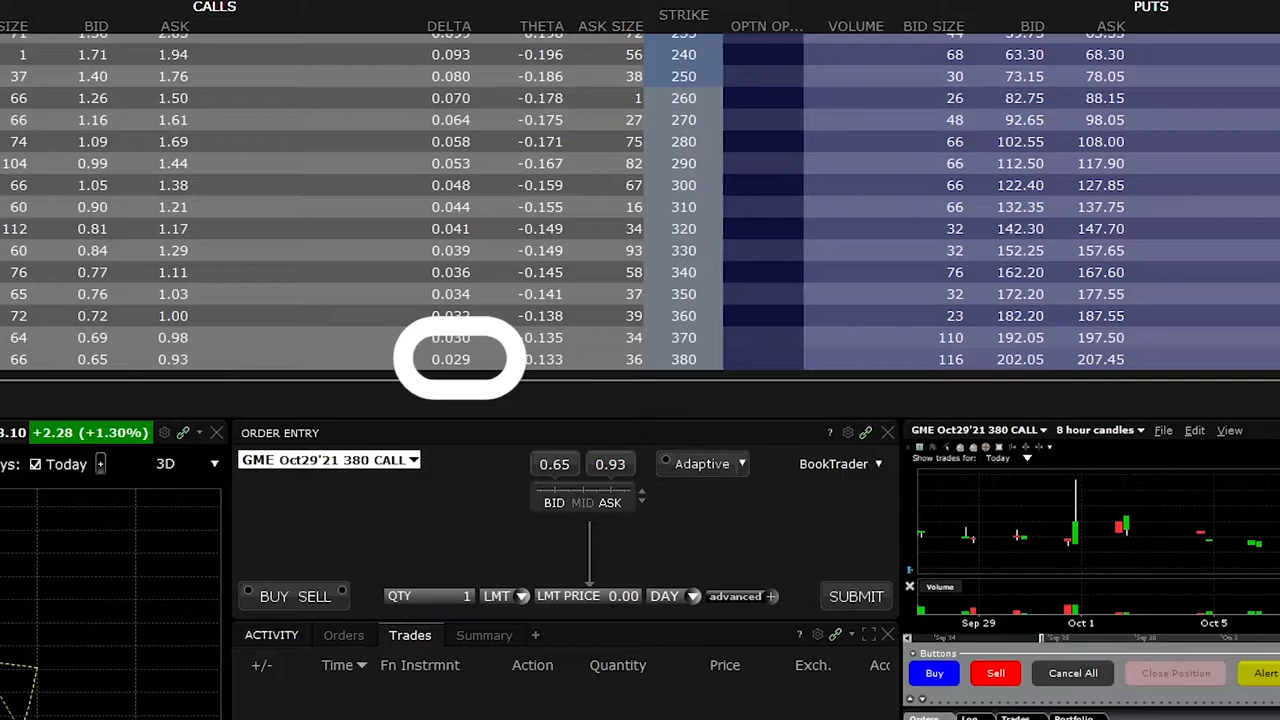 CALLS PUTS
SIZE BID ASK DELTA THETA ASK SIZE STRIKE OPTN OP... VOLUME BID SIZE BID ASK
1 1.71 1.94 0.093 -0.196 56 240 68 63.30 68.30
37 1.40 1.76 0.080 -0.186 38 250 30 73.15 78.05
66 1.26 1.50 0.070 -0.178 1 260 26 82.75 88.15
66 1.16 1.61 0.064 -0.175 27 270 48 92.65 98.05
74 1.09 1.69 0.058 -0.171 75 280 66 102.55 108.00
104 0.99 1.44 0.053 -0.167 82 290 66 112.50 117.90
66 1.05 1.38 0.048 -0.159 67 300 66 122.40 127.85
60 0.90 1.21 0.044 -0.155 16 310 66 132.35 137.75
112 0.81 1.17 0.041 -0.149 34 320 32 142.30 147.70
60 0.84 1.29 0.039 -0.149 93 330 32 152.25 157.65
76 0.77 1.11 0.036 -0.145 58 340 76 162.20 167.60
65 0.76 1.03 0.034 -0.141 37 350 32 172.20 177.55
72 0.72 1.00 0.032 -0.138 39 360 23 182.20 187.55
64 0.69 0.98 0.030 -0.135 34 370 110 192.05 197.50
66 0.65 0.93 0.029 0.133 36 380 116 202.05 207.45
3.10 +2.28 (+1.30%) ORDER ENTRY ? GME Oct29'21 380 CALL 8 hour candles File Edit View
ys: Today + 3D GME Oct29'21 380 CALL 0.65 0.93 Adaptive BookTrader
Show trades for: Today
BID MID ASK
BUY SELL QTY 1 LMT LMT PRICE 0.00 DAY advanced + SUBMIT
Volume
Sep 29 Oct 1 Oct 5
ACTIVITY Orders Trades Summary + ?
Buttons
+/- Time Fn Instrmnt Action Quantity Price Exch. Acc
Buy Sell Cancel All Close Position Alert
Orders Log Trades Portfolio